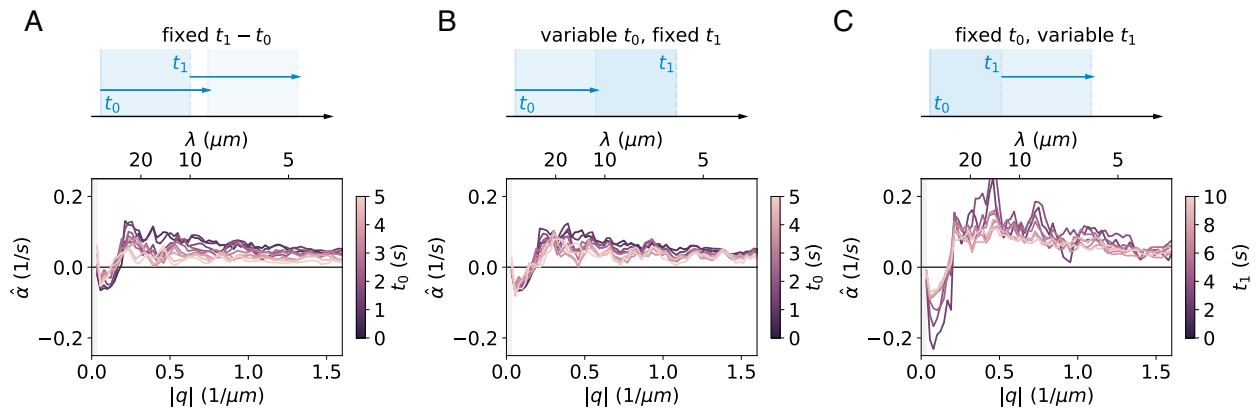 A
fixed t₁ − t₀
t₁
t₀
λ (μm)
20 10 5
0.2
0.0
−0.2
α̂ (1/s)
0.0 0.5 1.0 1.5
|q| (1/μm)
5
4
3
2
1
0
t₀ (s)
B
variable t₀, fixed t₁
t₁
t₀
λ (μm)
20 10 5
0.2
0.0
−0.2
α̂ (1/s)
0.0 0.5 1.0 1.5
|q| (1/μm)
5
4
3
2
1
0
t₀ (s)
C
fixed t₀, variable t₁
t₁
t₀
λ (μm)
20 10 5
0.2
0.0
−0.2
α̂ (1/s)
0.0 0.5 1.0 1.5
|q| (1/μm)
10
8
6
4
2
0
t₁ (s)